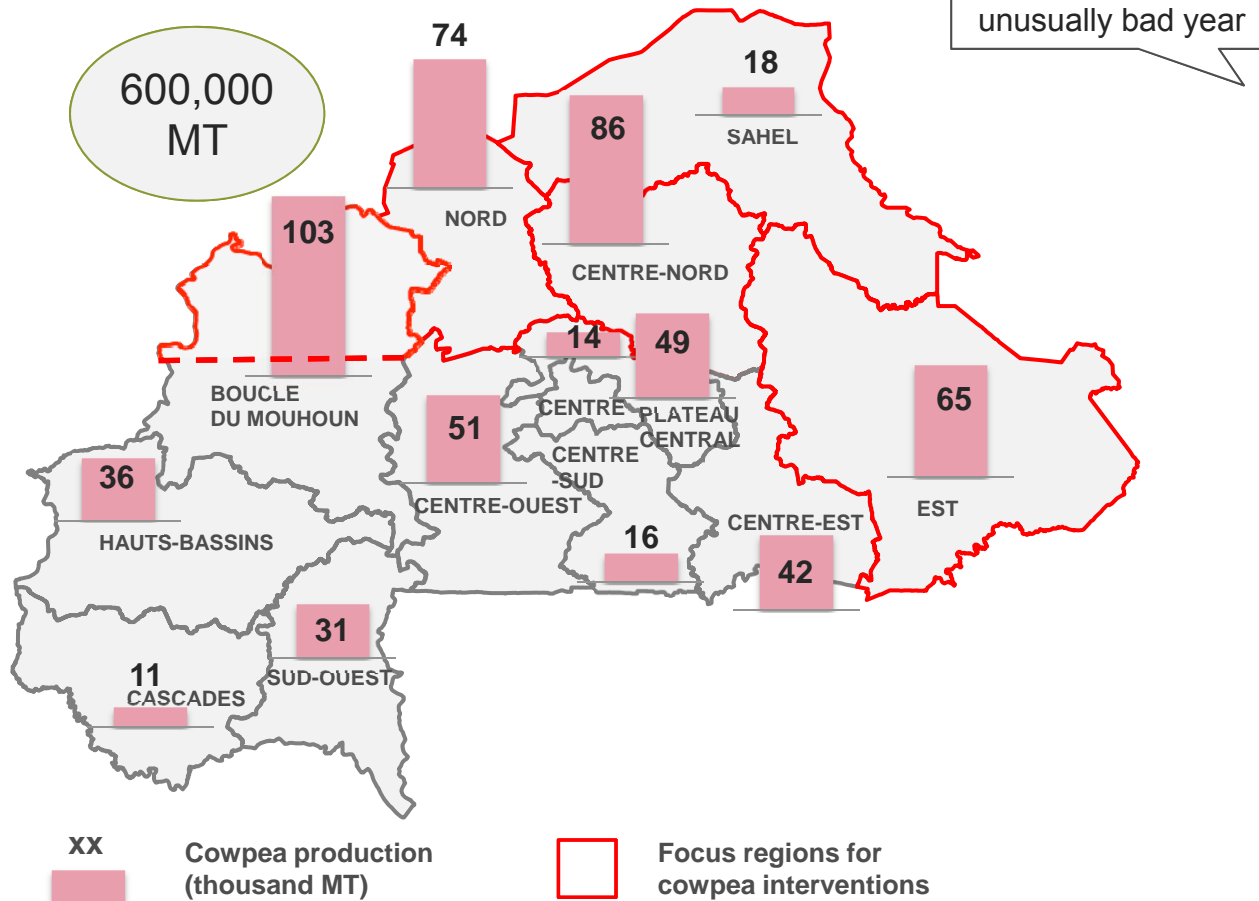 unusually bad year
600,000
MT
74
18
SAHEL
86
NORD
103
CENTRE-NORD
14
49
BOUCLE
DU MOUHOUN
CENTRE
PLATEAU
CENTRAL
65
51
CENTRE
-SUD
36
CENTRE-OUEST
EST
HAUTS-BASSINS
16
CENTRE-EST
42
31
SUD-OUEST
11
CASCADES
xx
Cowpea production
(thousand MT)
Focus regions for
cowpea interventions